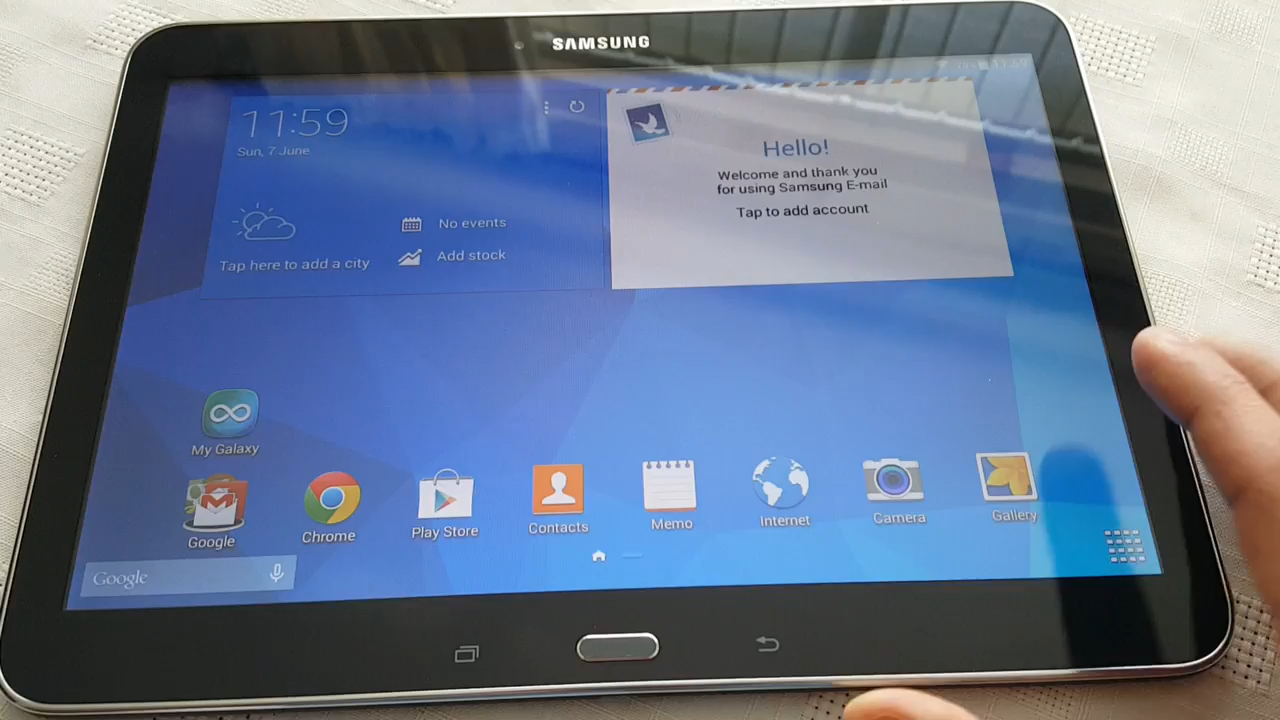 SAMSUNG
11:59
Sun, 7 June
Tap here to add a city
No events
Add stock
Hello!
Welcome and thank you
for using Samsung E-mail
Tap to add account
My Galaxy
Google
Chrome
Play Store
Contacts
Memo
Internet
Camera
Gallery
Google